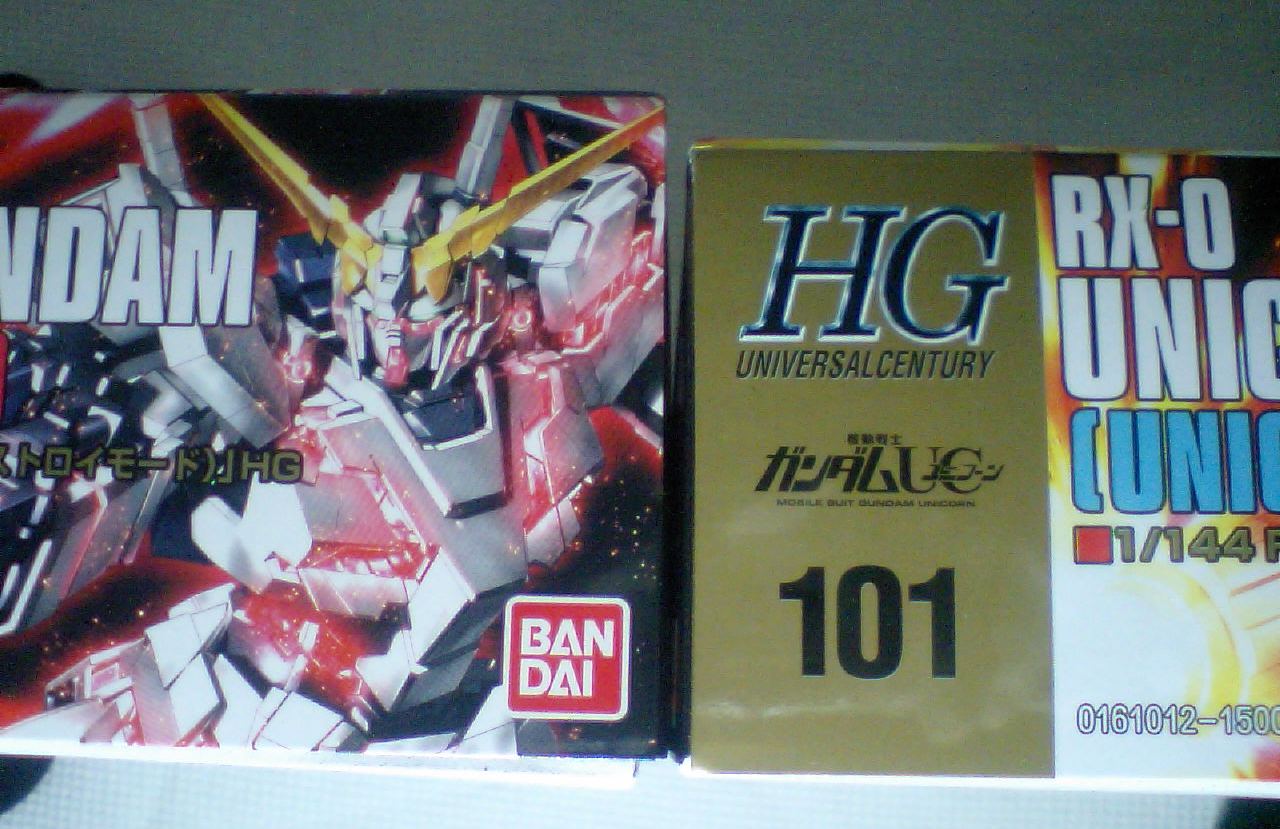 NDAM
ストロイモード)」HG
BAN
DAI
HG
UNIVERSALCENTURY
機動戦士
ガンダムUC
ユニコーン
MOBILE SUIT GUNDAM UNICORN
101
RX-0
UNIC
(UNIC
1/144
0161012-1500